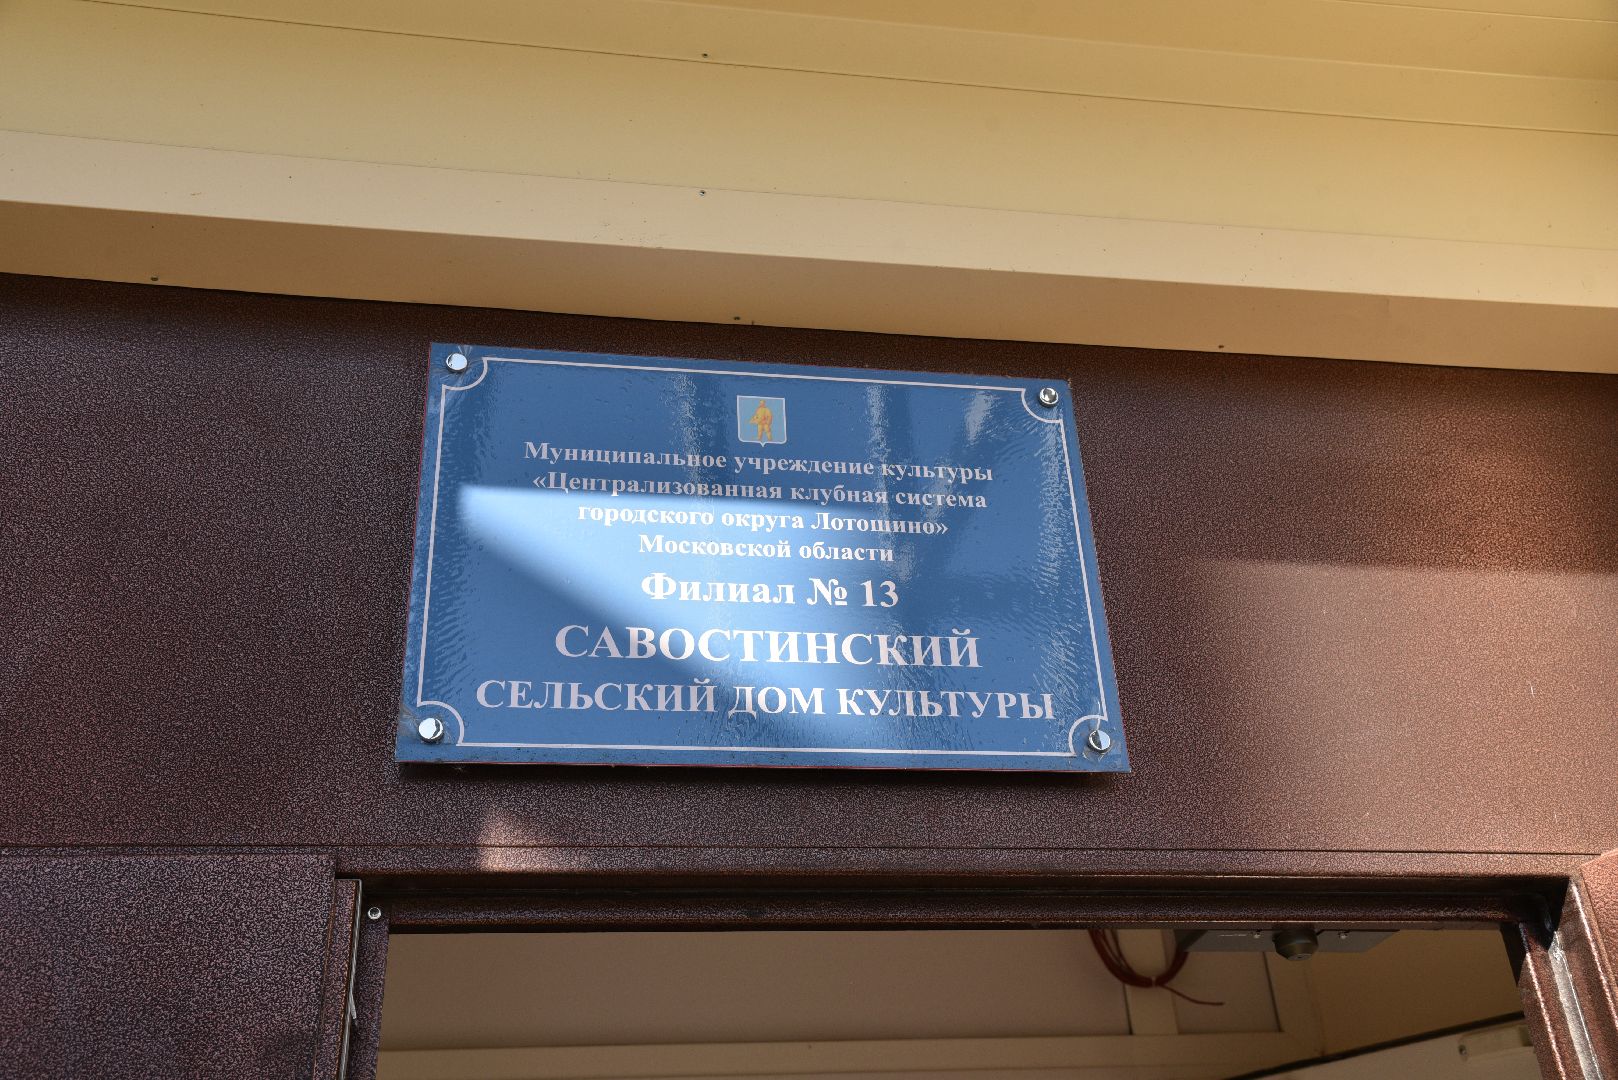 Муниципальное учреждение культуры
«Централизованная клубная система
городского округа Лотошино»
Московской области
Филиал № 13
САВОСТИНСКИЙ
СЕЛЬСКИЙ ДОМ КУЛЬТУРЫ